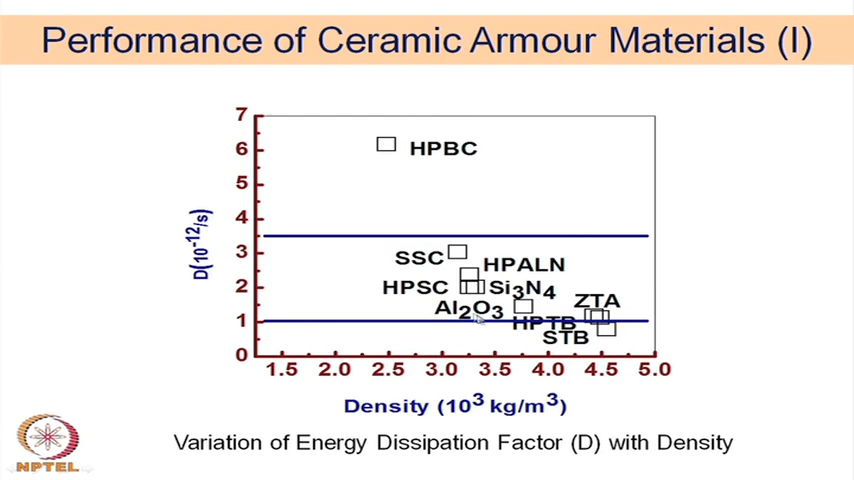 Performance of Ceramic Armour Materials (I)
7
6
5
4
3
2
1
0
D(10⁻¹²/s)
HPBC
SSC
HPALN
HPSC
Si₃N₄
Al₂O₃
ZTA
HPTB
STB
1.5 2.0 2.5 3.0 3.5 4.0 4.5 5.0
Density (10³ kg/m³)
Variation of Energy Dissipation Factor (D) with Density
NPTEL